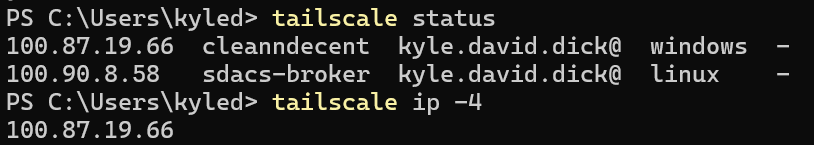 PS C:\Users\kyled> tailscale status
100.87.19.66  cleanndecent  kyle.david.dick@  windows  -
100.90.8.58   sdacs-broker  kyle.david.dick@  linux    -
PS C:\Users\kyled> tailscale ip -4
100.87.19.66